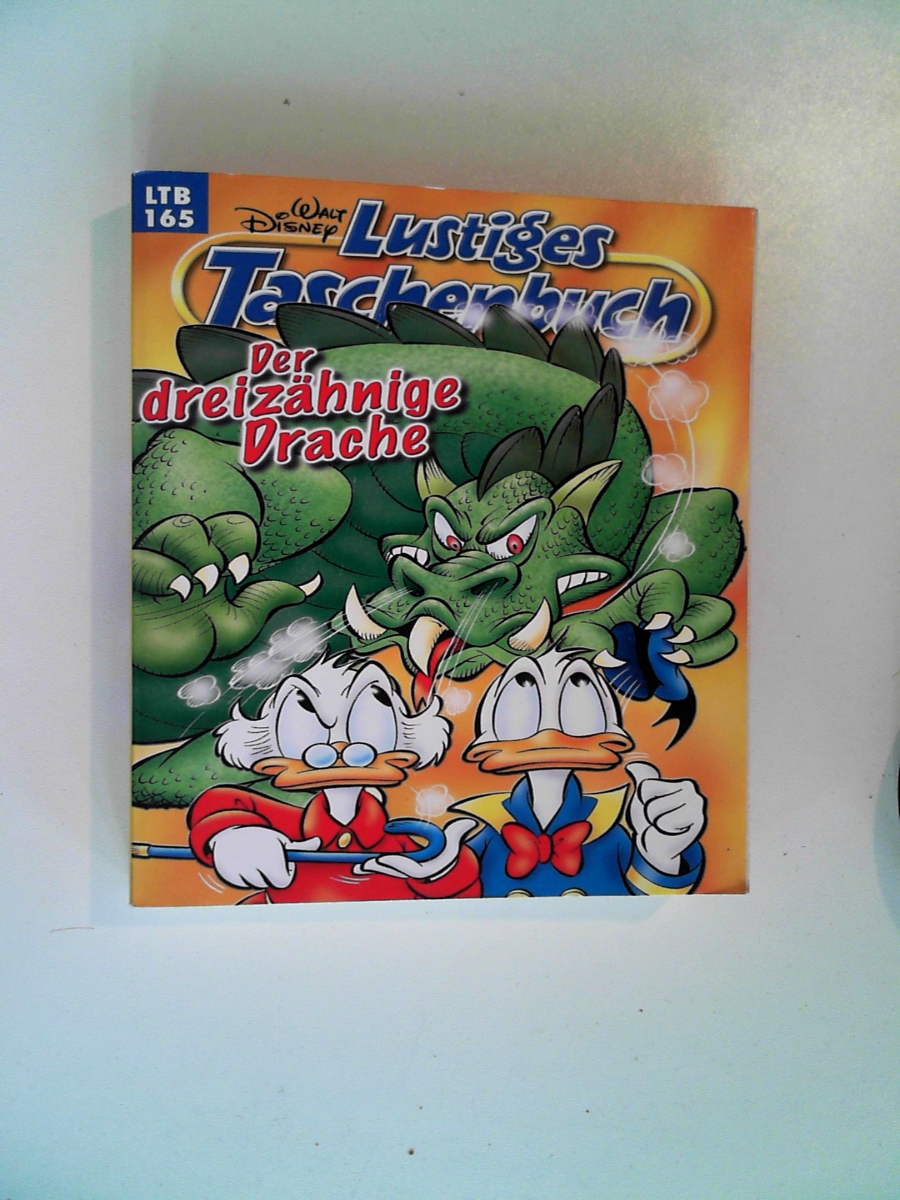 LTB
165
WALT
DISNEY
Lustiges
Taschenbuch
Der
dreizähnige
Drache